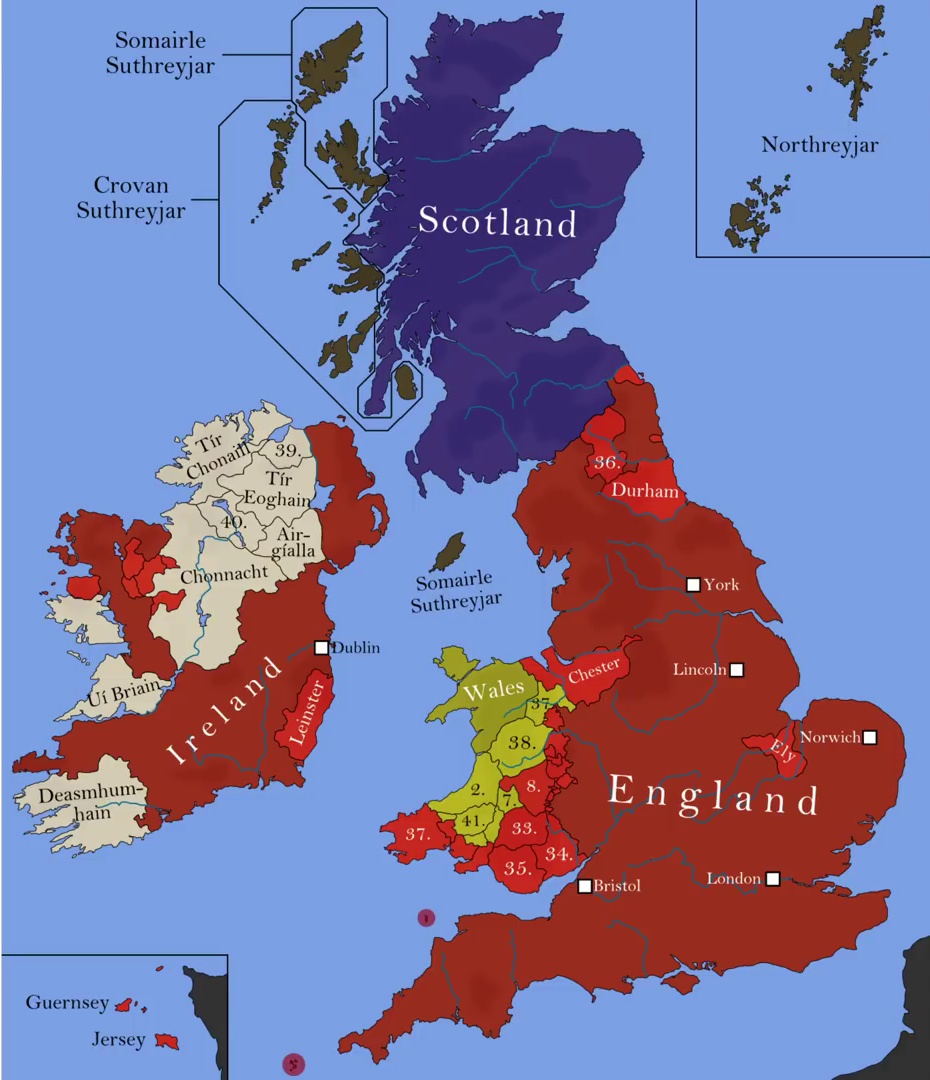 Somairle
Suthreyjar
Northreyjar
Crovan
Suthreyjar
Scotland
Tír
Chonaill
39.
Tír
Eoghain
36.
Durham
40.
Air-
gíalla
Chonnacht
Somairle
Suthreyjar
York
Dublin
Ireland
Leinster
Uí Briain
Chester
Lincoln
Wales
37.
Norwich
Ely
38.
England
Deasmhum-
hain
2.
7.
8.
41.
37.
33.
34.
35.
Bristol
London
Guernsey
Jersey